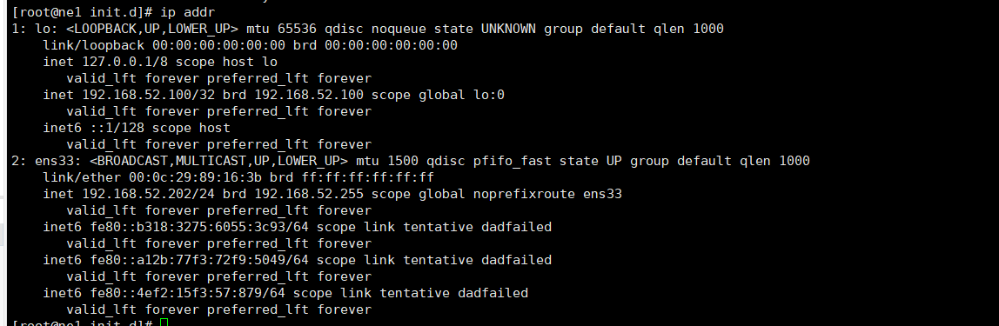 [root@ne1 init.d]# ip addr
1: lo: <LOOPBACK,UP,LOWER_UP> mtu 65536 qdisc noqueue state UNKNOWN group default qlen 1000
    link/loopback 00:00:00:00:00:00 brd 00:00:00:00:00:00
    inet 127.0.0.1/8 scope host lo
       valid_lft forever preferred_lft forever
    inet 192.168.52.100/32 brd 192.168.52.100 scope global lo:0
       valid_lft forever preferred_lft forever
    inet6 ::1/128 scope host
       valid_lft forever preferred_lft forever
2: ens33: <BROADCAST,MULTICAST,UP,LOWER_UP> mtu 1500 qdisc pfifo_fast state UP group default qlen 1000
    link/ether 00:0c:29:89:16:3b brd ff:ff:ff:ff:ff:ff
    inet 192.168.52.202/24 brd 192.168.52.255 scope global noprefixroute ens33
       valid_lft forever preferred_lft forever
    inet6 fe80::b318:3275:6055:3c93/64 scope link tentative dadfailed
       valid_lft forever preferred_lft forever
    inet6 fe80::a12b:77f3:72f9:5049/64 scope link tentative dadfailed
       valid_lft forever preferred_lft forever
    inet6 fe80::4ef2:15f3:57:879/64 scope link tentative dadfailed
       valid_lft forever preferred_lft forever
[root@ne1 init.d]#